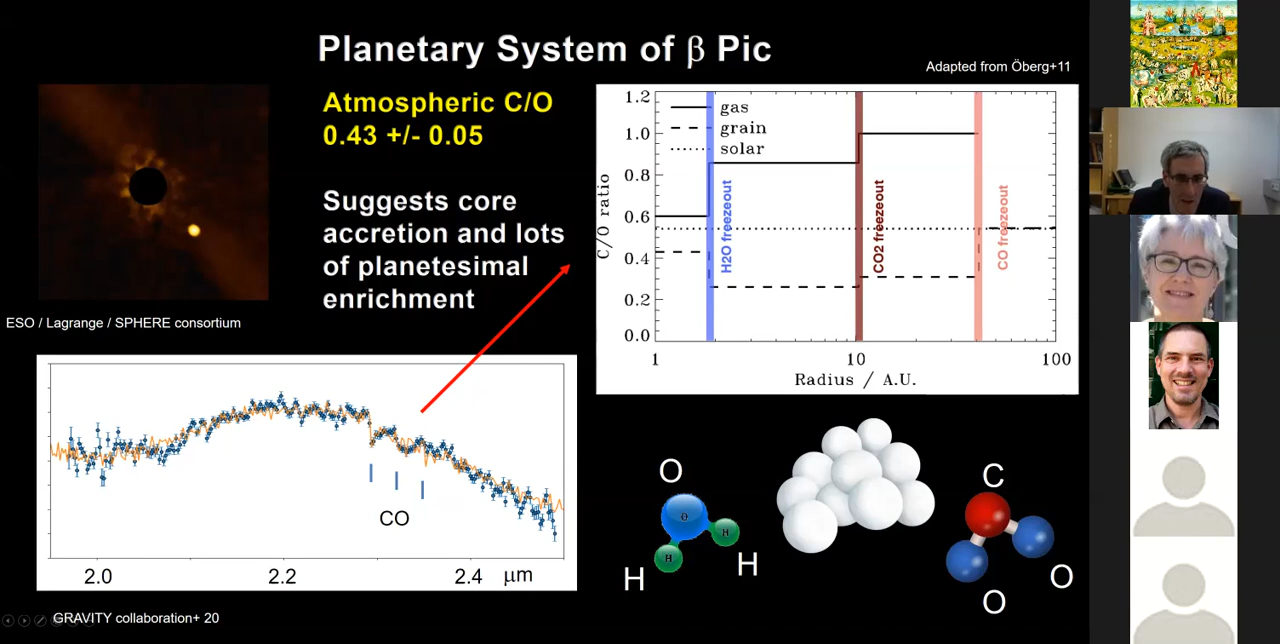 Planetary System of β Pic
Adapted from Öberg+11
Atmospheric C/O
0.43 +/- 0.05
Suggests core
accretion and lots
of planetesimal
enrichment
ESO / Lagrange / SPHERE consortium
1.2
1.0
0.8
0.6
0.4
0.2
0.0
C/O ratio
gas
grain
solar
H2O freezeout
CO2 freezeout
CO freezeout
1
10
100
Radius / A.U.
CO
2.0
2.2
2.4
μm
GRAVITY collaboration+ 20
O
H
H
H
H
C
O
O